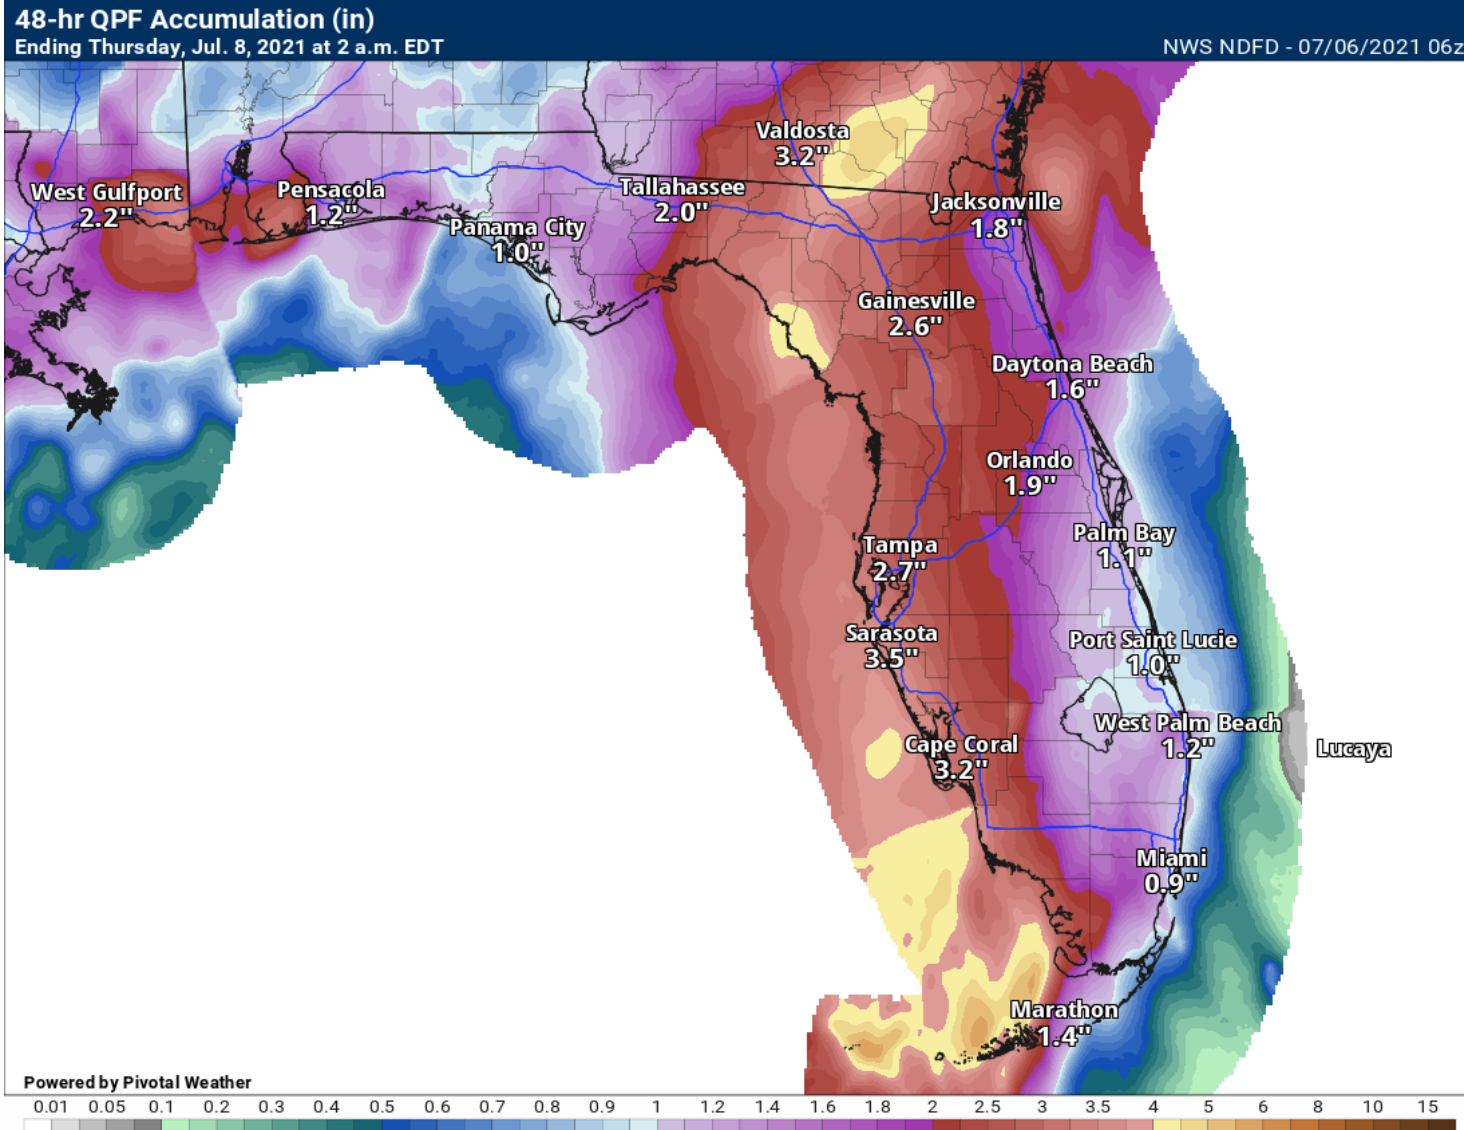 48-hr QPF Accumulation (in)
Ending Thursday, Jul. 8, 2021 at 2 a.m. EDT
NWS NDFD - 07/06/2021 06z
Valdosta
3.2"
West Gulfport
2.2"
Pensacola
1.2"
Tallahassee
2.0"
Jacksonville
1.8"
Panama City
1.0"
Gainesville
2.6"
Daytona Beach
1.6"
Orlando
1.9"
Palm Bay
1.1"
Tampa
2.7"
Sarasota
3.5"
Port Saint Lucie
1.0"
West Palm Beach
1.2"
Cape Coral
3.2"
Lucaya
Miami
0.9"
Marathon
1.4"
Powered by Pivotal Weather
0.01 0.05 0.1 0.2 0.3 0.4 0.5 0.6 0.7 0.8 0.9 1 1.2 1.4 1.6 1.8 2 2.5 3 3.5 4 5 6 8 10 15